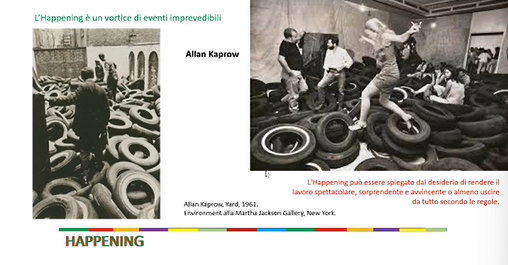 L'Happening è un vortice di eventi imprevedibili
Allan Kaprow
L'Happening può essere spiegato dal desiderio di rendere il
lavoro spettacolare, sorprendente e avvincente o almeno uscire
da tutto secondo le regole.
Allan Kaprow, Yard, 1961.
Environment alla Martha Jackson Gallery, New York.
HAPPENING